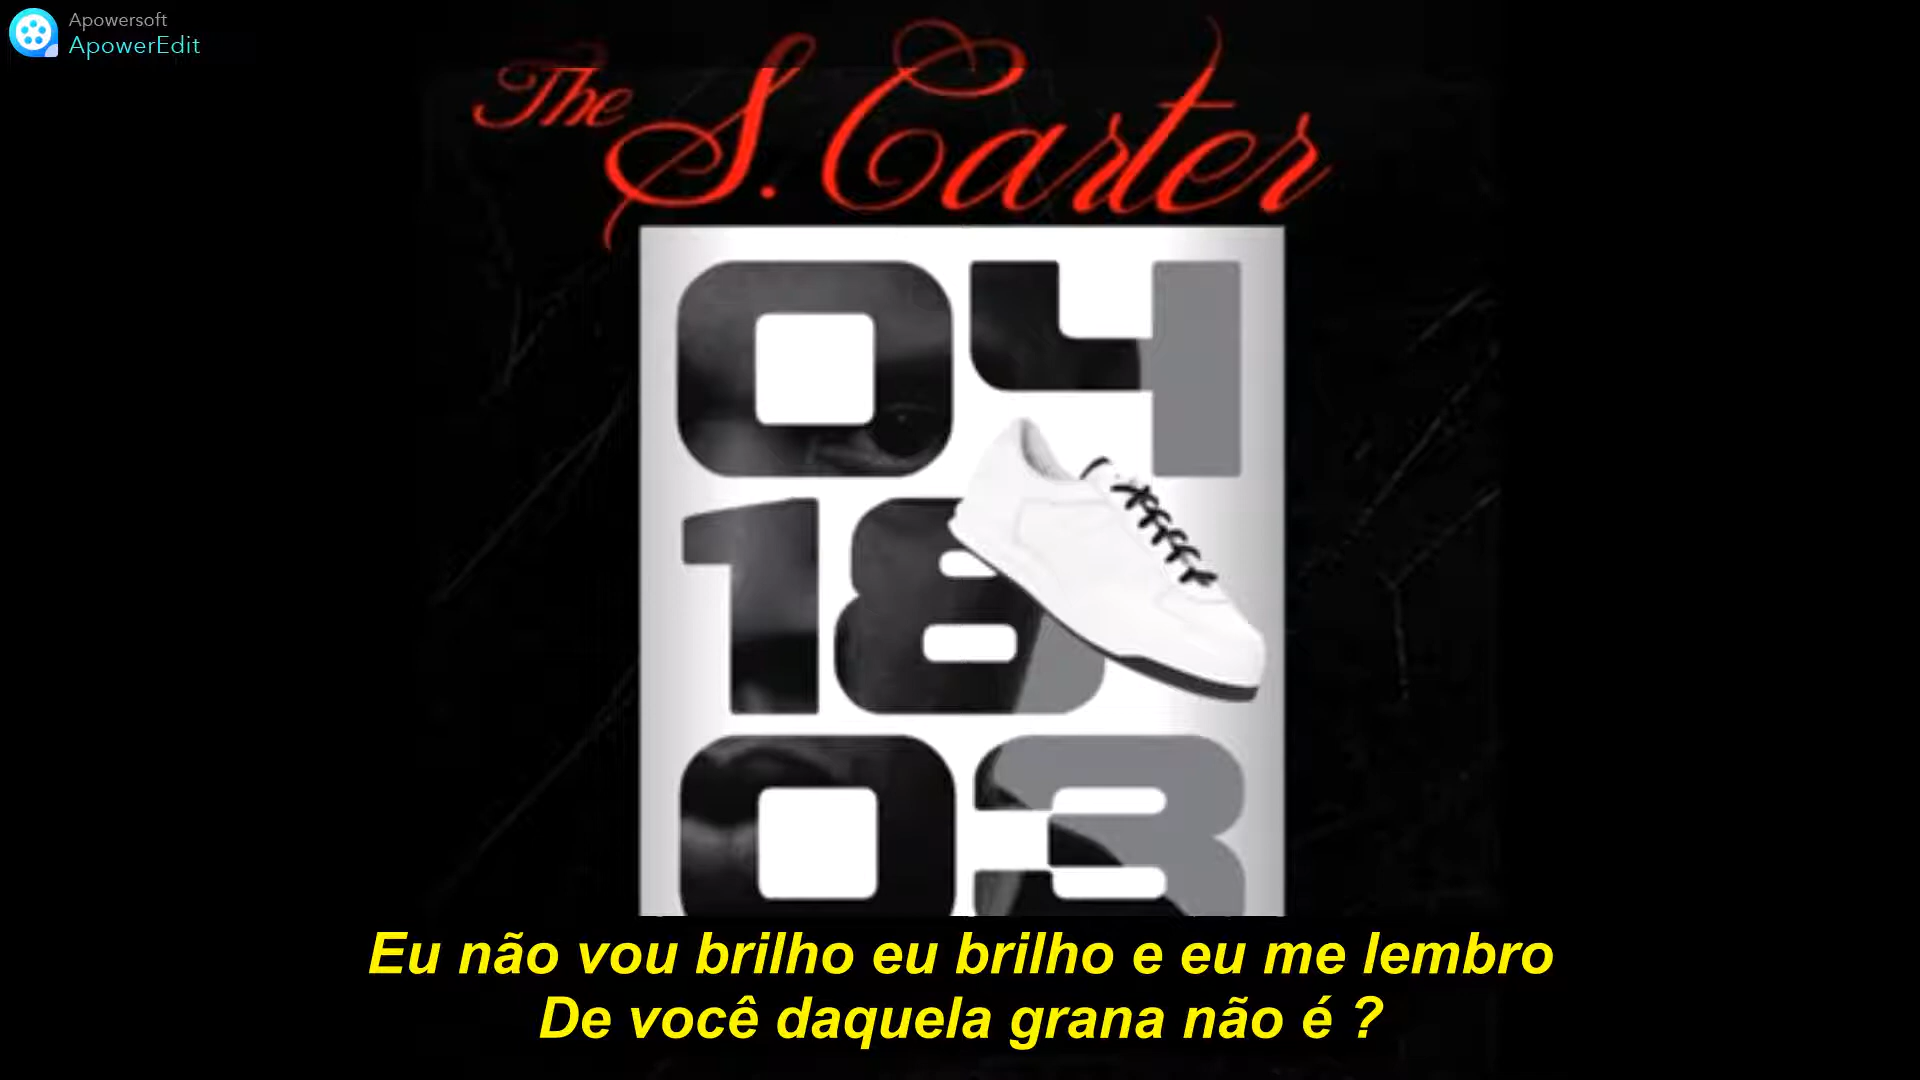 Apowersoft
ApowerEdit
The S. Carter
04
18
03
Eu não vou brilho eu brilho e eu me lembro
De você daquela grana não é ?